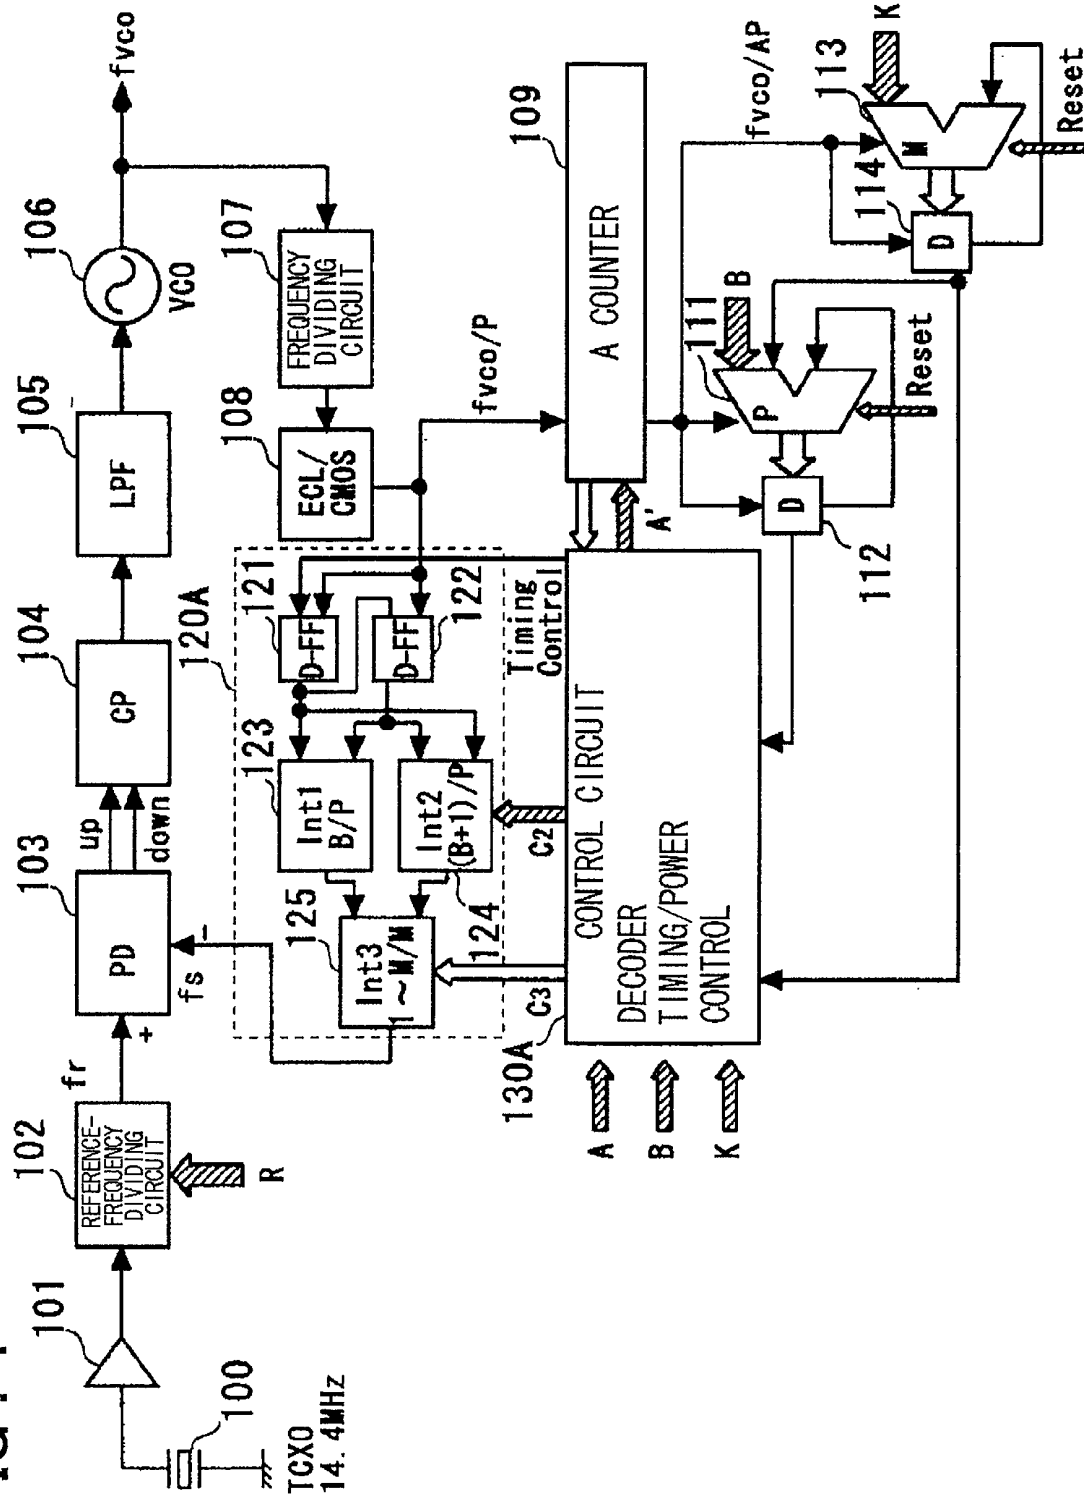 TCXO
14.4MHz
100
101
102
REFERENCE-
FREQUENCY
DIVIDING
CIRCUIT
R
fr
+
103
PD
fs
-
up
down
104
CP
105
LPF
106
VCO
fvco
107
FREQUENCY
DIVIDING
CIRCUIT
108
ECL/
CMOS
fvco/P
120A
121
D-FF
122
D-FF
123
Int1
B/P
Int2
(B+1)/P
124
125
Int3
1~M/M
Timing
Control
C2
C3
130A
CONTROL CIRCUIT
DECODER
TIMING/POWER
CONTROL
A
B
K
A'
109
A COUNTER
fvco/AP
111
P
B
Reset
D
112
113
M
K
Reset
114
D